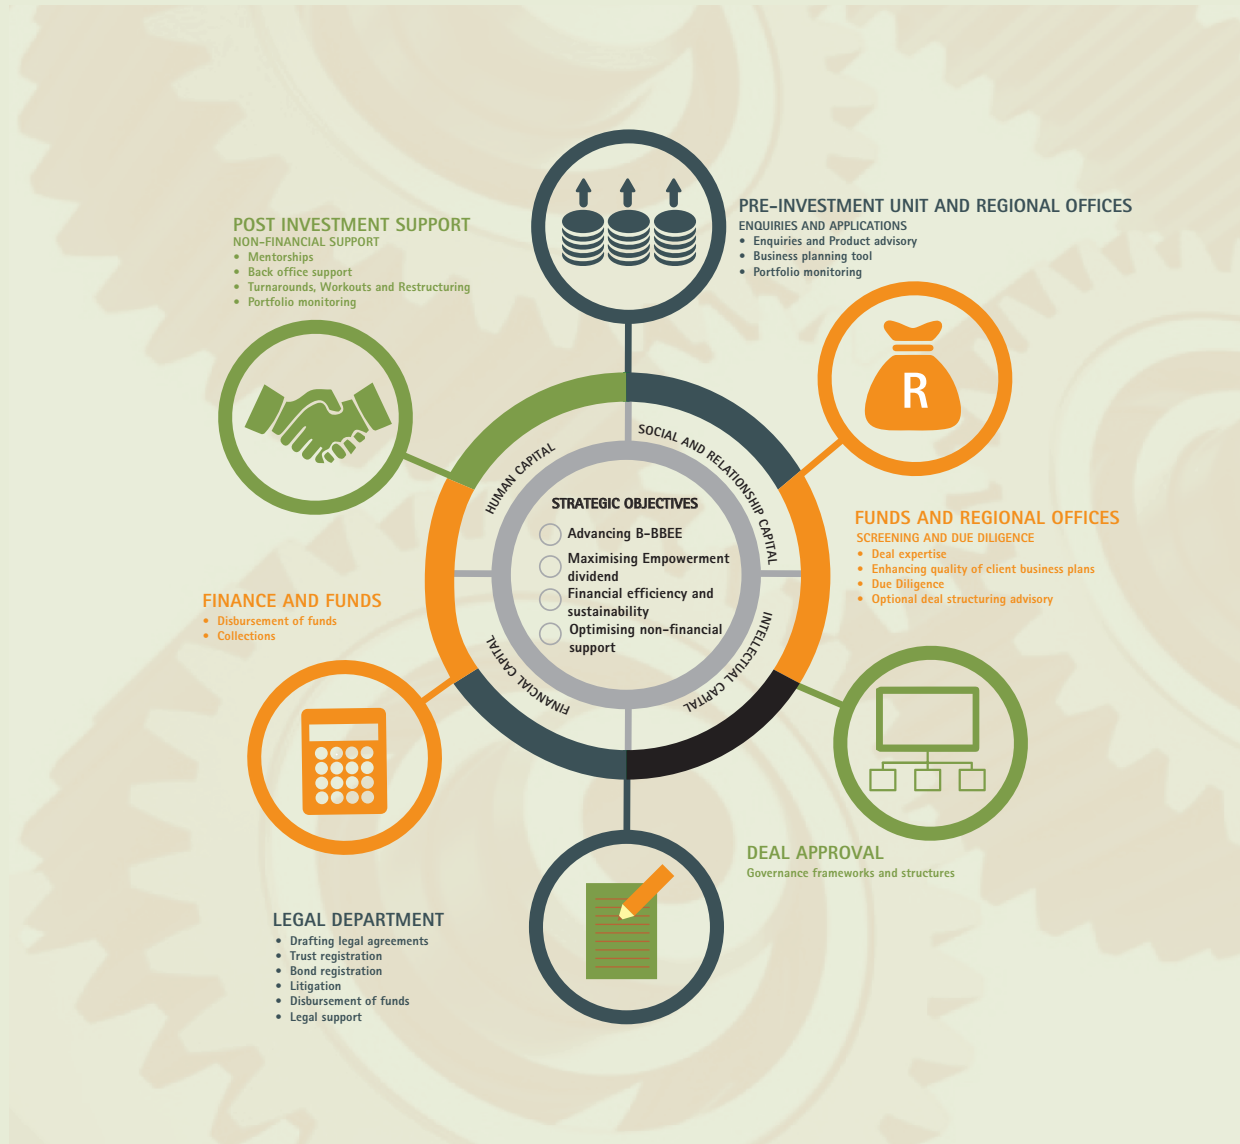 PRE-INVESTMENT UNIT AND REGIONAL OFFICES
ENQUIRIES AND APPLICATIONS
• Enquiries and Product advisory
• Business planning tool
• Portfolio monitoring
POST INVESTMENT SUPPORT
NON-FINANCIAL SUPPORT
• Mentorships
• Back office support
• Turnarounds, Workouts and Restructuring
• Portfolio monitoring
R
HUMAN CAPITAL
SOCIAL AND RELATIONSHIP CAPITAL
STRATEGIC OBJECTIVES
Advancing B-BBEE
Maximising Empowerment
dividend
Financial efficiency and
sustainability
Optimising non-financial
support
FINANCIAL CAPITAL
INTELLECTUAL CAPITAL
FUNDS AND REGIONAL OFFICES
SCREENING AND DUE DILIGENCE
• Deal expertise
• Enhancing quality of client business plans
• Due Diligence
• Optional deal structuring advisory
FINANCE AND FUNDS
• Disbursement of funds
• Collections
DEAL APPROVAL
Governance frameworks and structures
LEGAL DEPARTMENT
• Drafting legal agreements
• Trust registration
• Bond registration
• Litigation
• Disbursement of funds
• Legal support